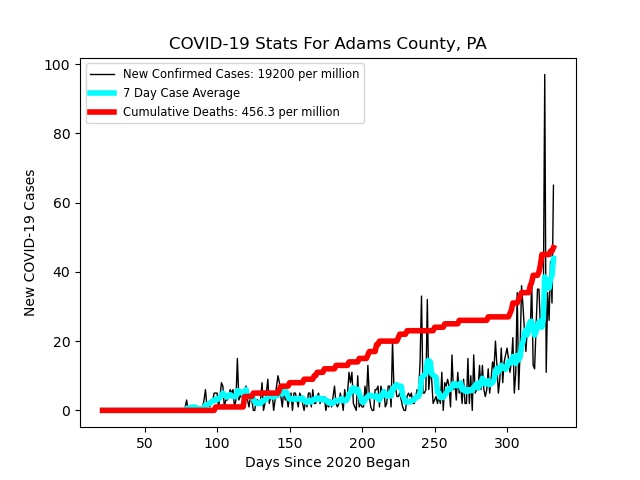 COVID-19 Stats For Adams County, PA
New Confirmed Cases: 19200 per million
7 Day Case Average
Cumulative Deaths: 456.3 per million
New COVID-19 Cases
100
80
60
40
20
0
50 100 150 200 250 300
Days Since 2020 Began